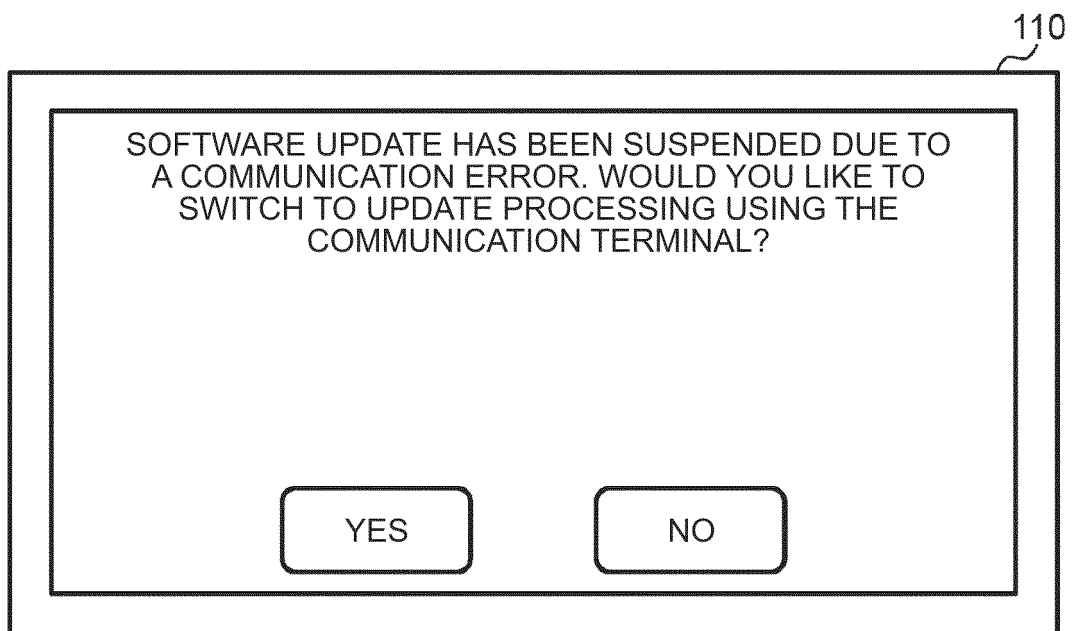 110
SOFTWARE UPDATE HAS BEEN SUSPENDED DUE TO
A COMMUNICATION ERROR. WOULD YOU LIKE TO
SWITCH TO UPDATE PROCESSING USING THE
COMMUNICATION TERMINAL?
YES
NO